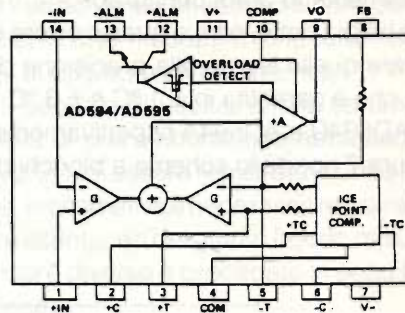 -IN -ALM +ALM V+ COMP VO FB
14 13 12 11 10 9 8
OVERLOAD
DETECT
AD594/AD595
+A
G + G
ICE
POINT
COMP.
+TC
-TC
1 2 3 4 5 6 7
+IN +C +T COM -T -C V-